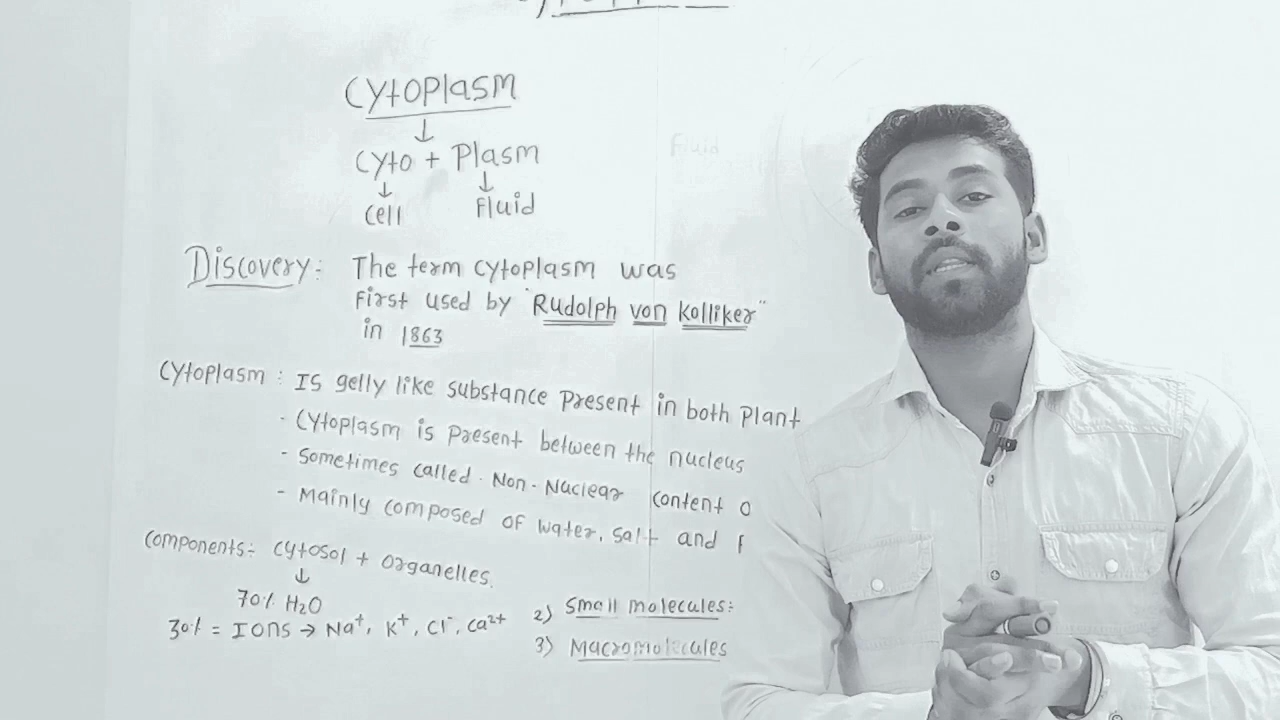 Cytoplasm
↓
Cyto + Plasm
↓ ↓
Cell Fluid
Fluid
Discovery: The term cytoplasm was
First used by "Rudolph von Kolliker"
in 1863
Cytoplasm: Is gelly like substance present in both plant
- Cytoplasm is present between the nucleus
- Sometimes called Non-Nuclear content
- Mainly composed of water, salt and
Components:- Cytosol + Organelles.
↓
70% H₂O
30% = Ions → Na⁺, K⁺, Cl⁻, Ca²⁺
2) Small molecules:-
3) Macromolecules